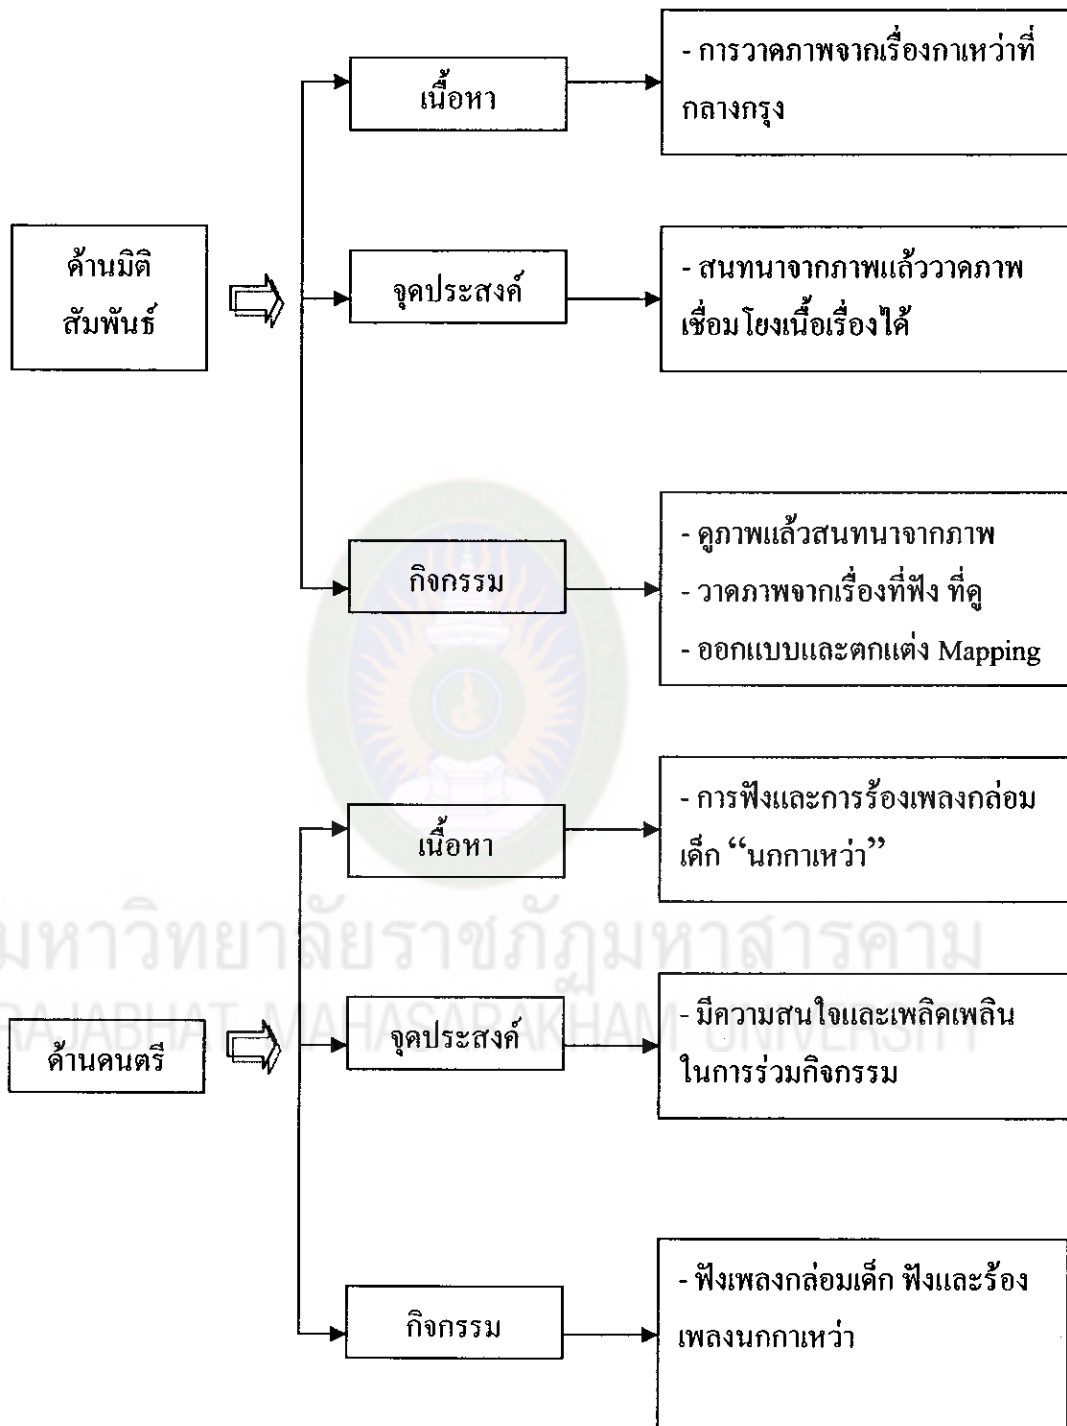 เนื้อหา
- การวาดภาพจากเรื่องกาเหว่าที่
กลางกรุง
ด้านมิติ
สัมพันธ์
จุดประสงค์
- สนทนาจากภาพแล้ววาดภาพ
เชื่อมโยงเนื้อเรื่องได้
กิจกรรม
- ดูภาพแล้วสนทนาจากภาพ
- วาดภาพจากเรื่องที่ฟัง ที่ดู
- ออกแบบและตกแต่ง Mapping
เนื้อหา
- การฟังและการร้องเพลงกล่อม
เด็ก “นกกาเหว่า”
มหาวิทยาลัยราชภัฏมหาสารคาม
RAJABHAT MAHASARAKHAM UNIVERSITY
ด้านดนตรี
จุดประสงค์
- มีความสนใจและเพลิดเพลิน
ในการร่วมกิจกรรม
กิจกรรม
- ฟังเพลงกล่อมเด็ก ฟังและร้อง
เพลงนกกาเหว่า